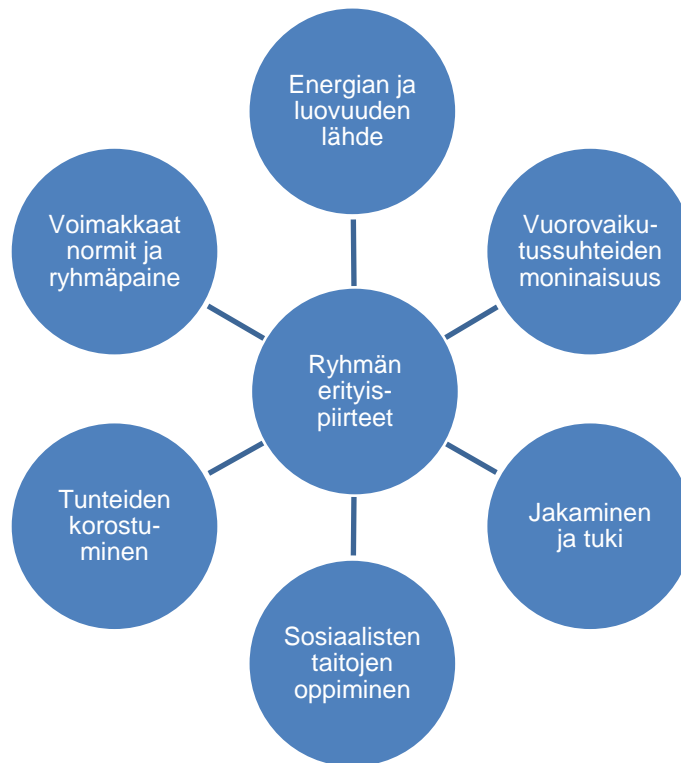 Energian ja
luovuuden
lähde
Voimakkaat
normit ja
ryhmäpaine
Vuorovaiku-
tussuhteiden
moninaisuus
Ryhmän
erityis-
piirteet
Tunteiden
korostu-
minen
Jakaminen
ja tuki
Sosiaalisten
taitojen
oppiminen